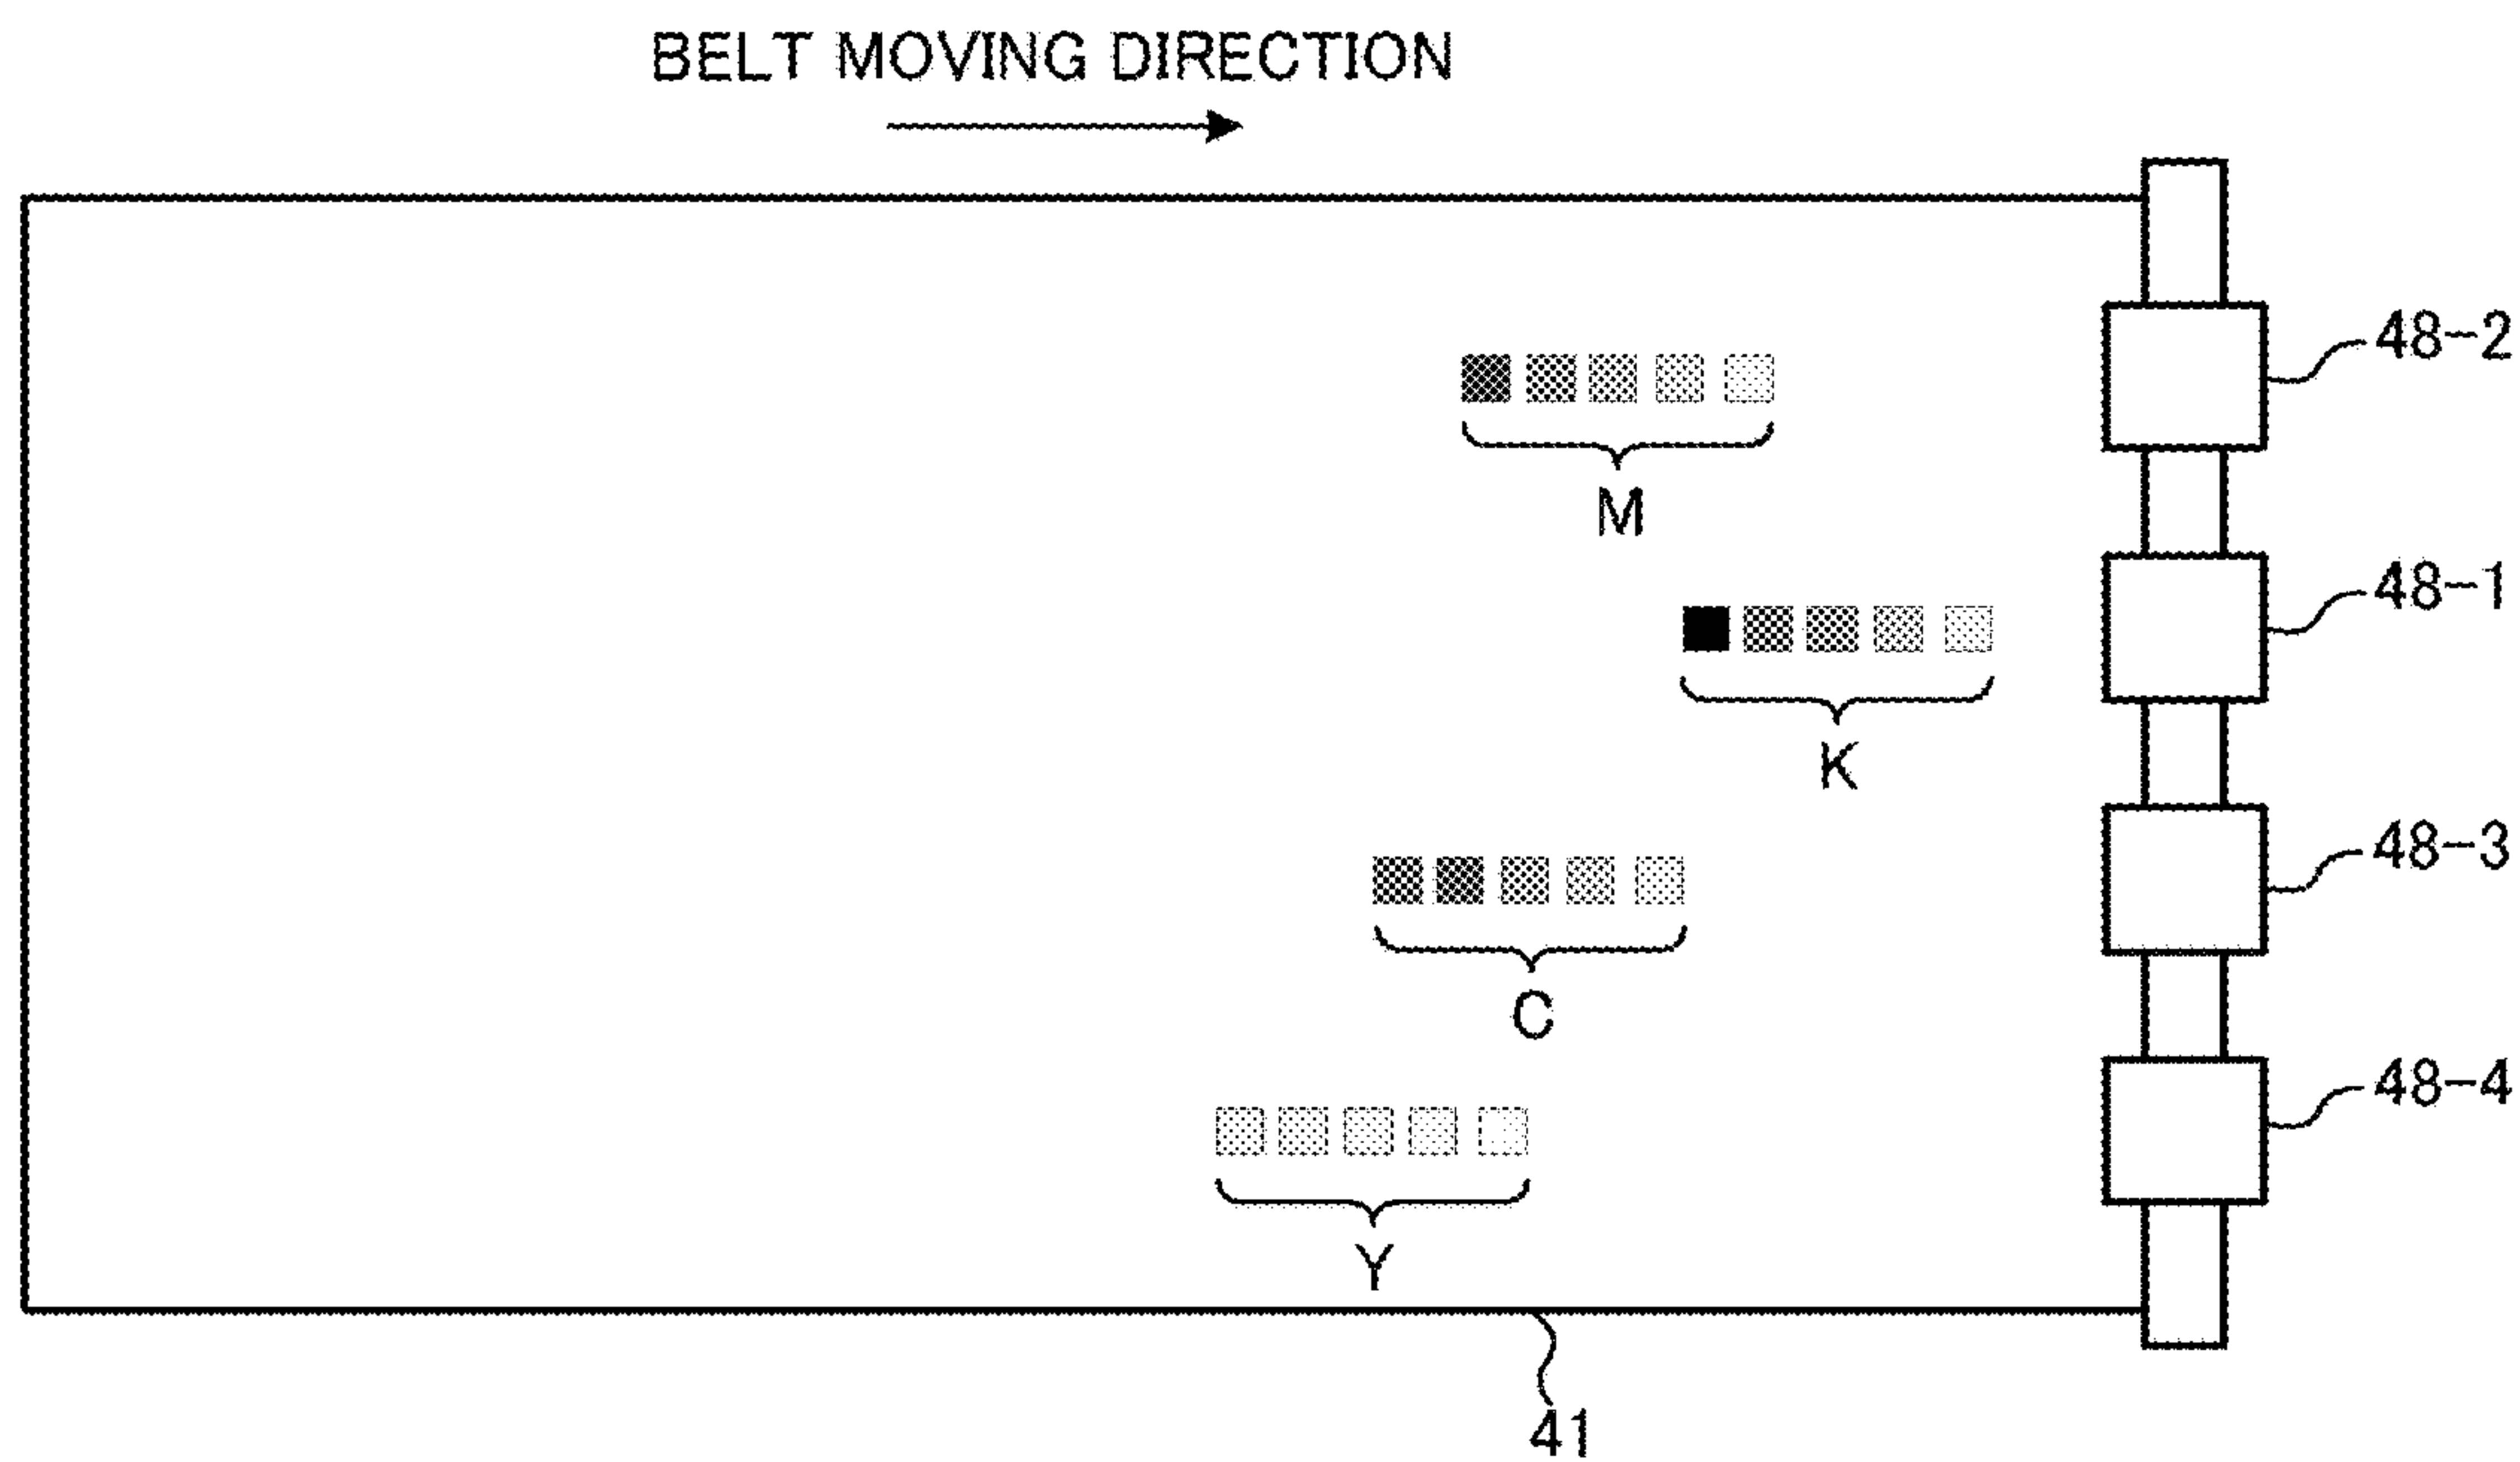 BELT MOVING DIRECTION
48-2
M
48-1
K
48-3
C
48-4
Y
41